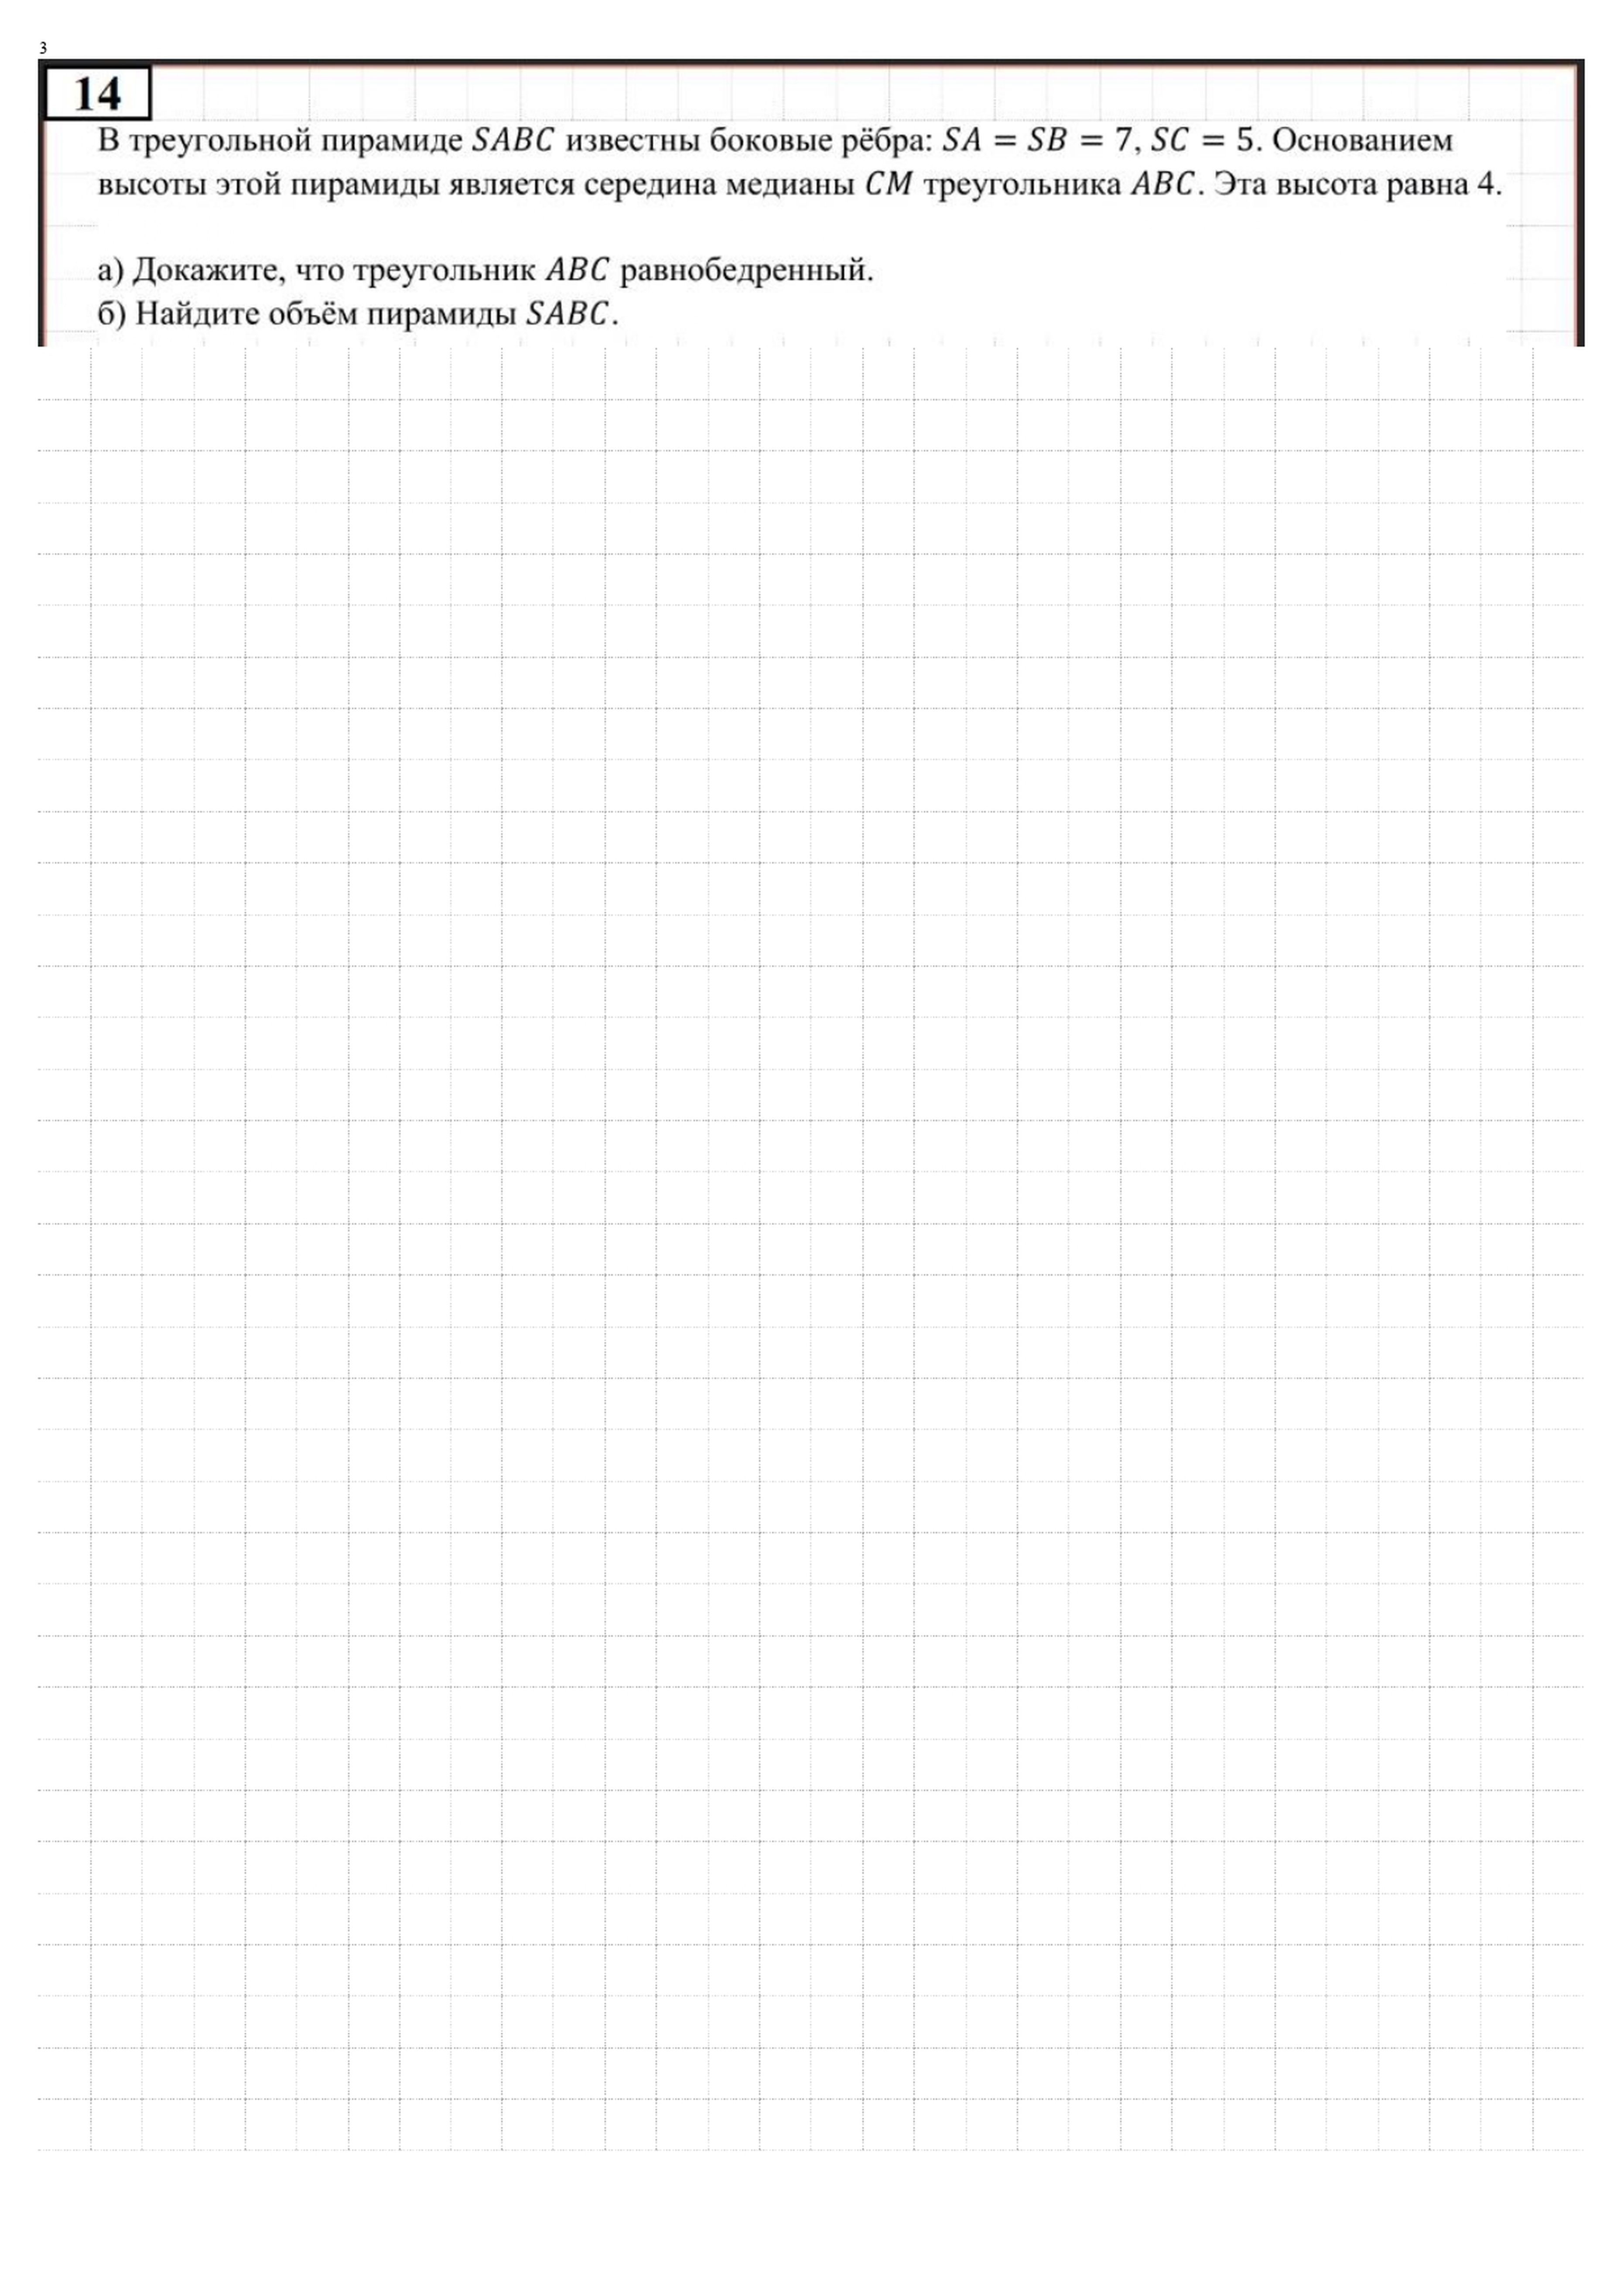 3
14
В треугольной пирамиде SABC известны боковые рёбра: SA = SB = 7, SC = 5. Основанием
высоты этой пирамиды является середина медианы CM треугольника ABC. Эта высота равна 4.
а) Докажите, что треугольник ABC равнобедренный.
б) Найдите объём пирамиды SABC.